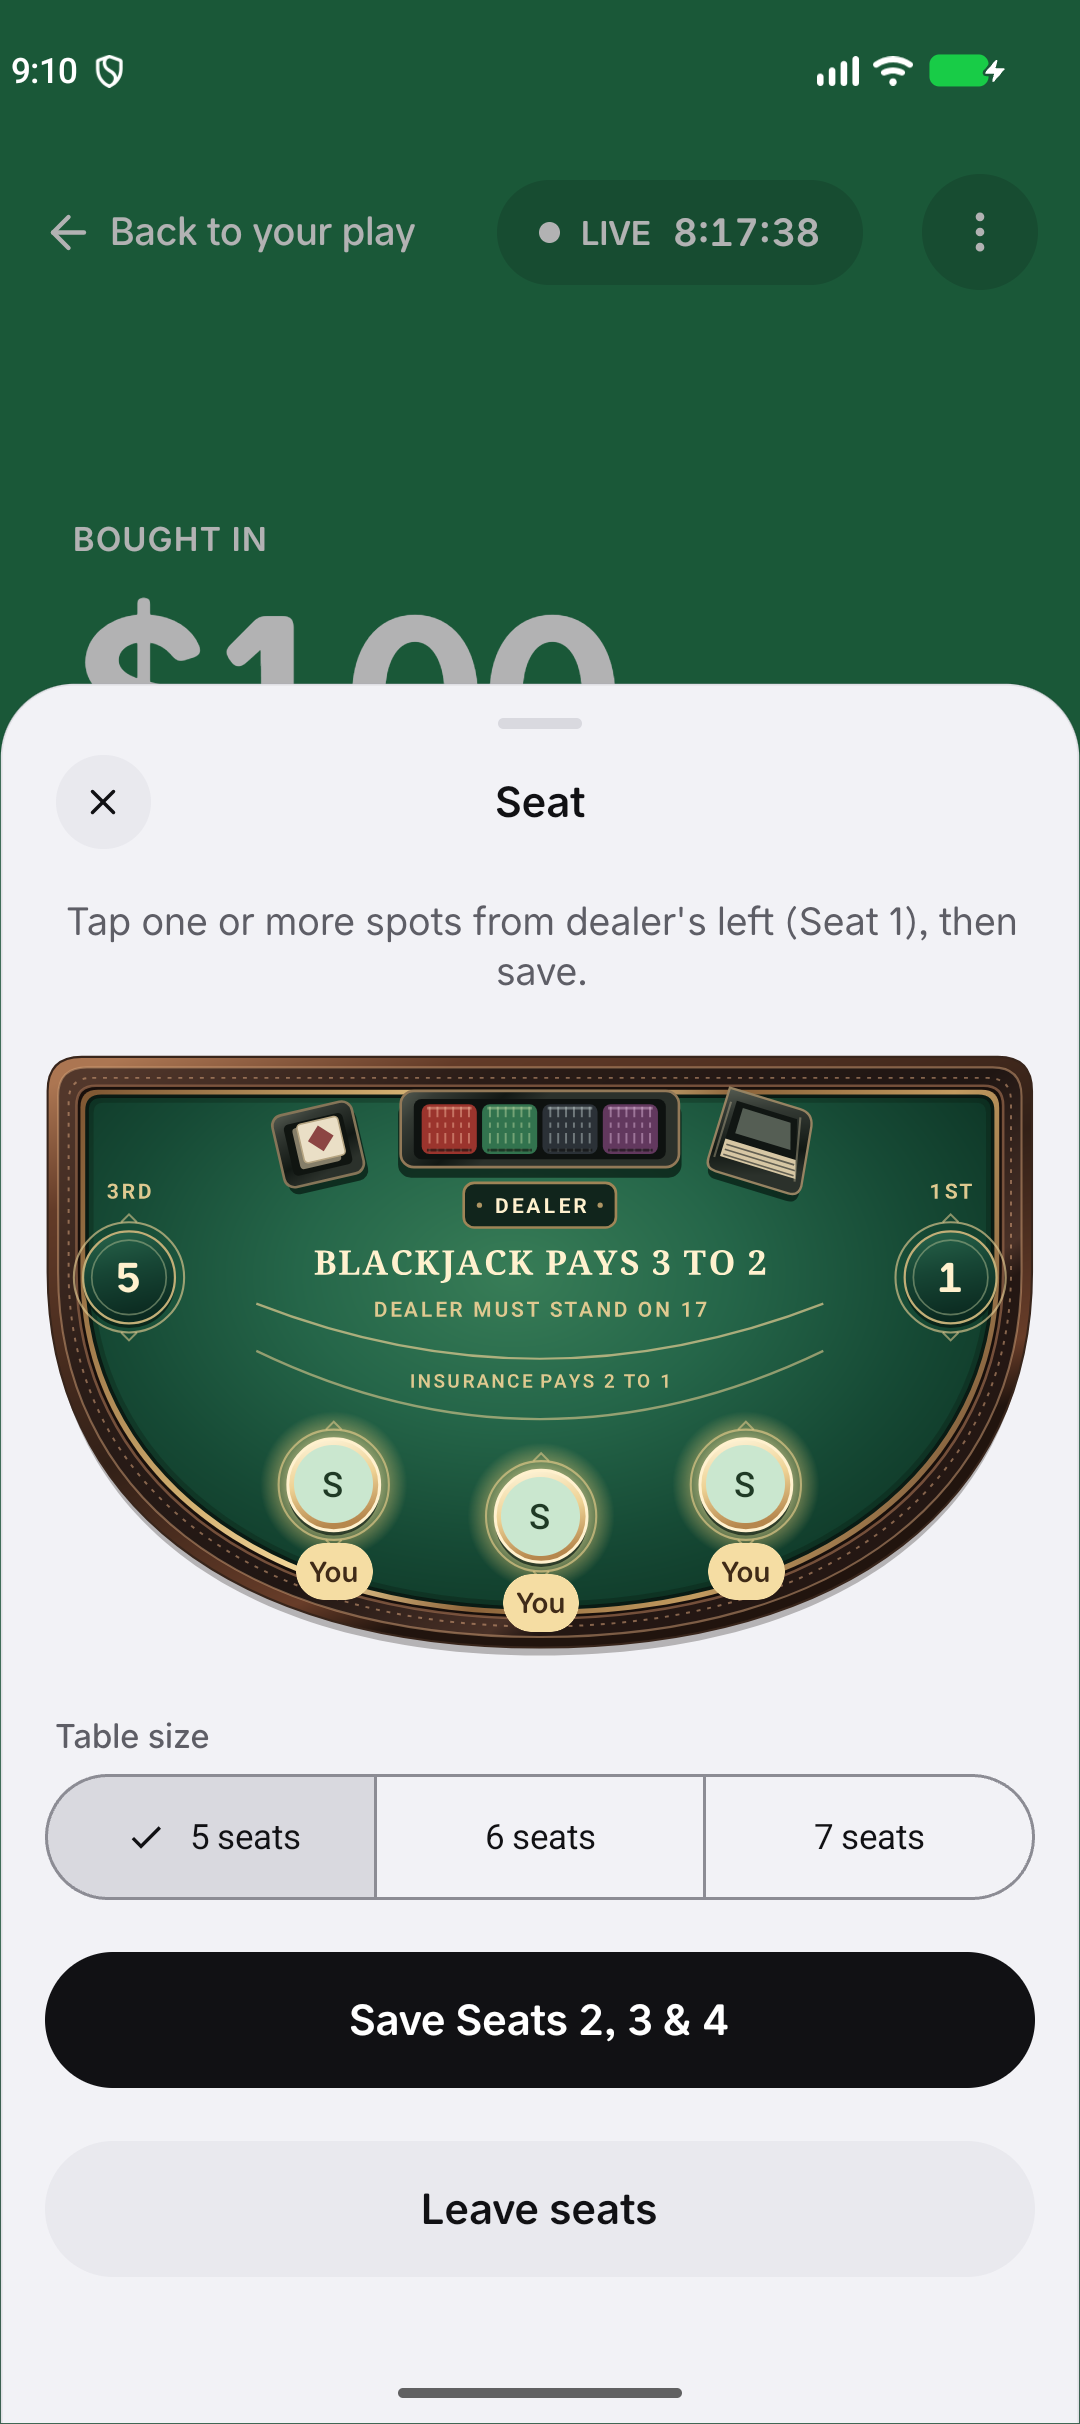 9:10
Back to your play
LIVE 8:17:38
BOUGHT IN
$100
Seat
Tap one or more spots from dealer's left (Seat 1), then
save.
DEALER
3RD
1ST
BLACKJACK PAYS 3 TO 2
5
1
DEALER MUST STAND ON 17
INSURANCE PAYS 2 TO 1
S
S
S
You
You
You
Table size
5 seats
6 seats
7 seats
Save Seats 2, 3 & 4
Leave seats